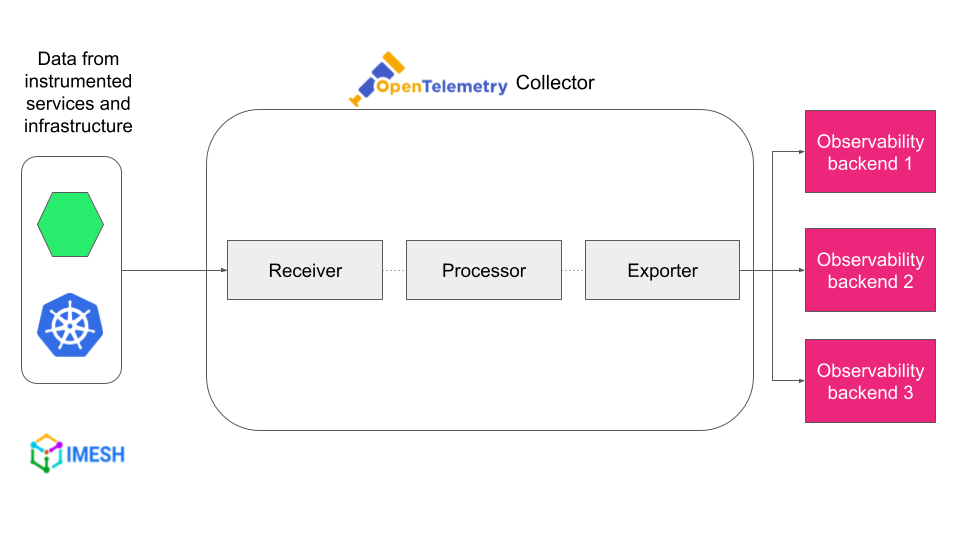 Data from
instrumented
services and
infrastructure
OpenTelemetry Collector
Receiver
Processor
Exporter
Observability
backend 1
Observability
backend 2
Observability
backend 3
IMESH